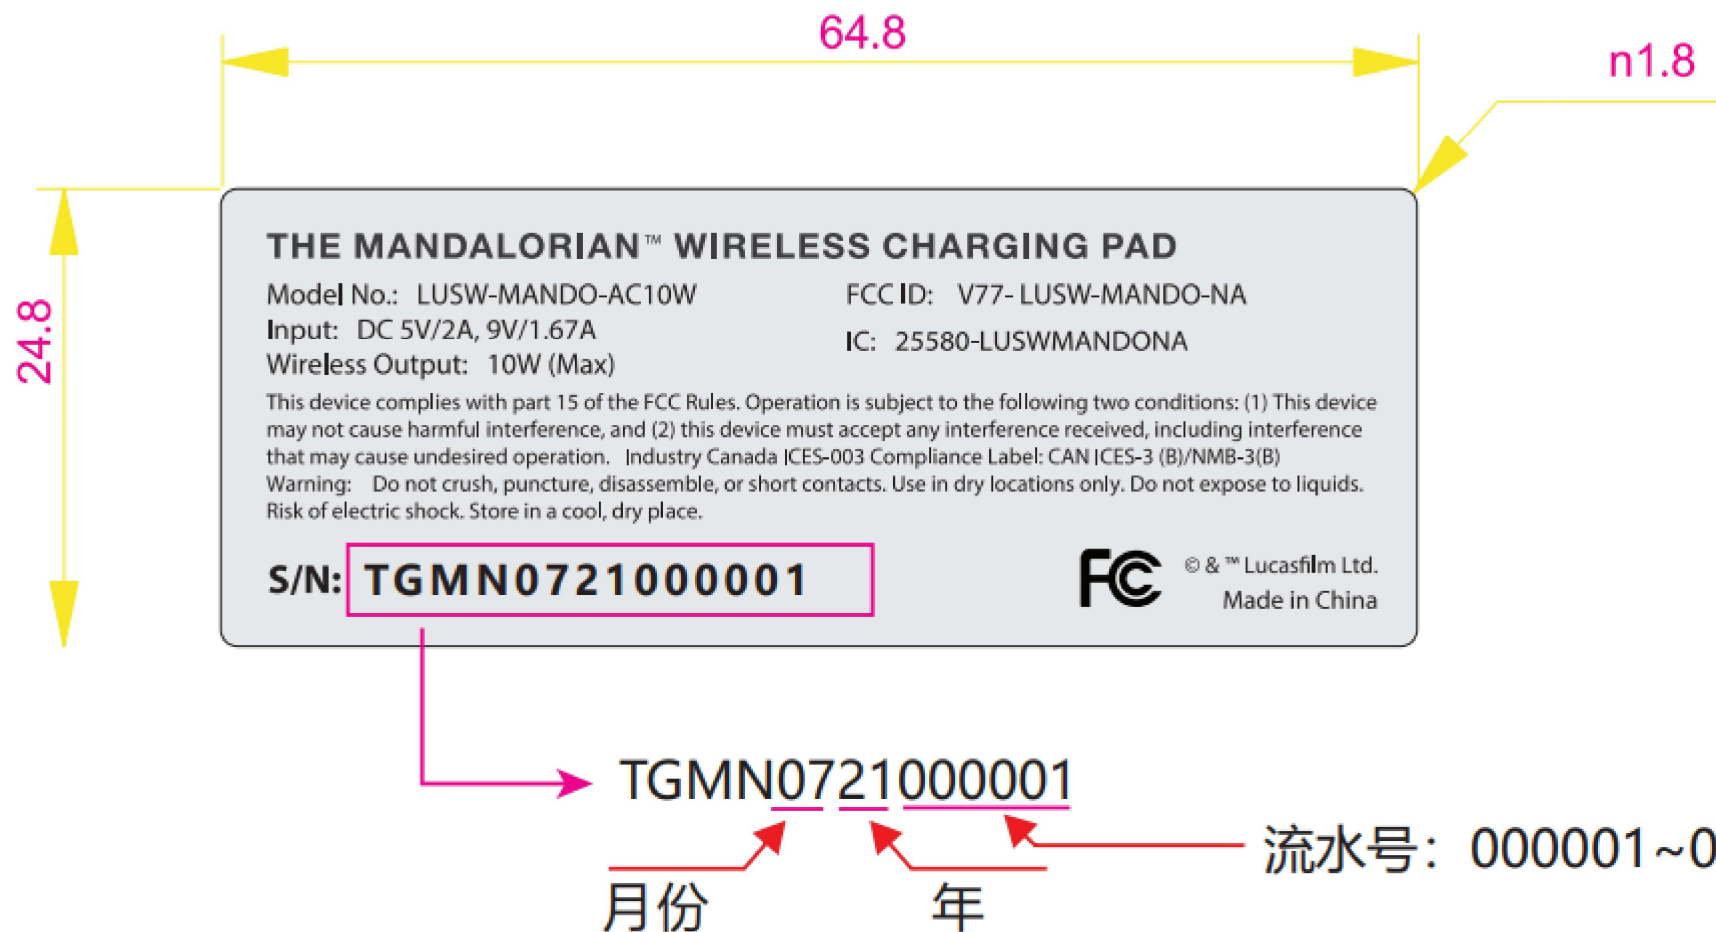 64.8
n1.8
24.8
THE MANDALORIAN™ WIRELESS CHARGING PAD
Model No.: LUSW-MANDO-AC10W
Input: DC 5V/2A, 9V/1.67A
Wireless Output: 10W (Max)
FCC ID: V77- LUSW-MANDO-NA
IC: 25580-LUSWMANDONA
This device complies with part 15 of the FCC Rules. Operation is subject to the following two conditions: (1) This device
may not cause harmful interference, and (2) this device must accept any interference received, including interference
that may cause undesired operation. Industry Canada ICES-003 Compliance Label: CAN ICES-3 (B)/NMB-3(B)
Warning: Do not crush, puncture, disassemble, or short contacts. Use in dry locations only. Do not expose to liquids.
Risk of electric shock. Store in a cool, dry place.
S/N: TGMN0721000001
FC
© & ™ Lucasfilm Ltd.
Made in China
TGMN0721000001
流水号：000001~0
月份
年